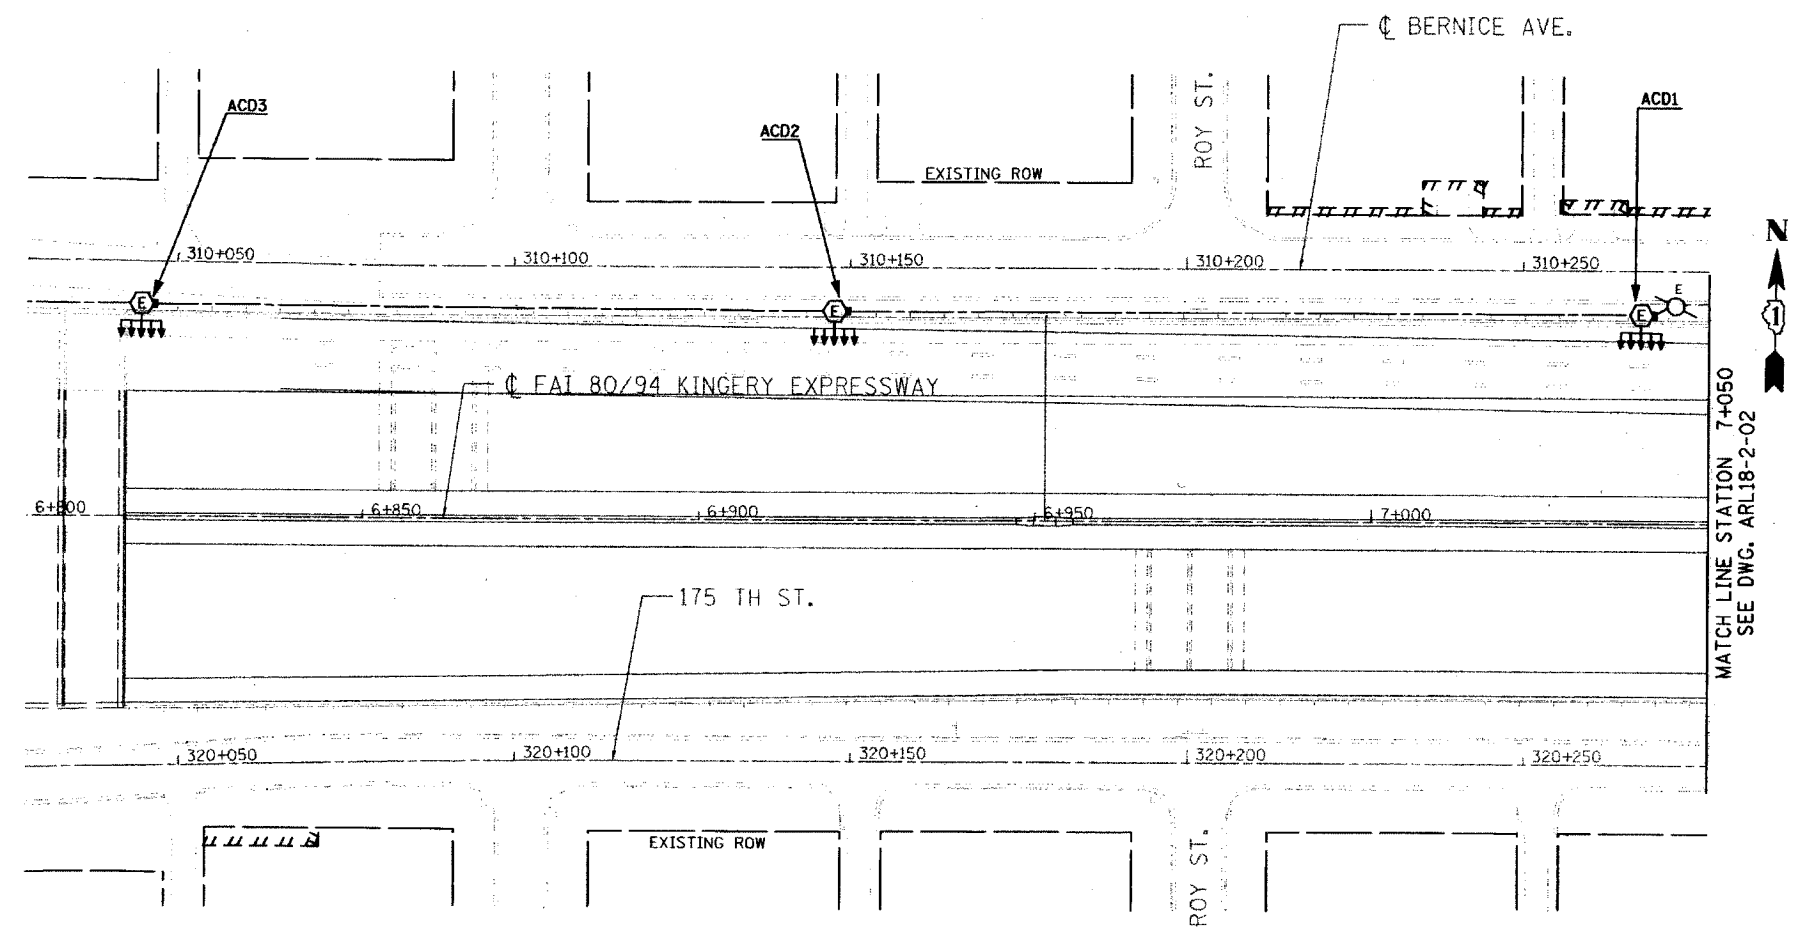 ℄ BERNICE AVE.
ACD3
ACD2
ACD1
ROY ST.
EXISTING ROW
N
310+050
310+100
310+150
310+200
310+250
E
E
E
E
1
℄ FAI 80/94 KINGERY EXPRESSWAY
6+800
6+850
6+900
6+950
7+000
MATCH LINE STATION 7+050
SEE DWG. ARL18-2-02
175 TH ST.
320+050
320+100
320+150
320+200
320+250
EXISTING ROW
ROY ST.